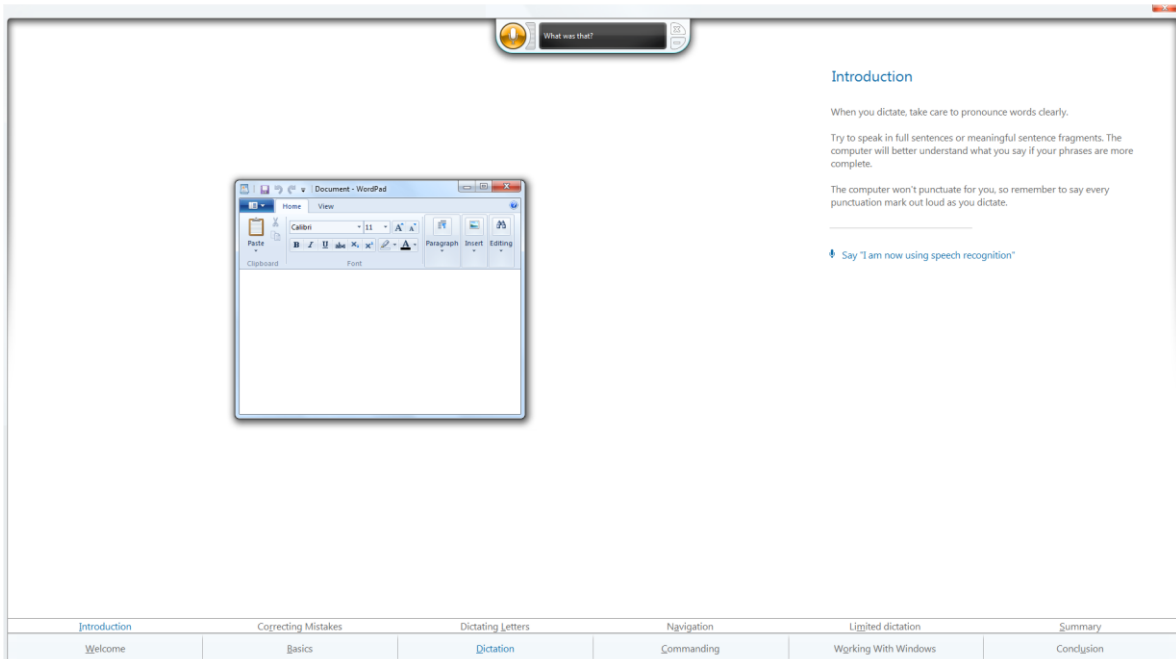 What was that?
Introduction
When you dictate, take care to pronounce words clearly.
Try to speak in full sentences or meaningful sentence fragments. The
computer will better understand what you say if your phrases are more
complete.
The computer won't punctuate for you, so remember to say every
punctuation mark out loud as you dictate.
Say "I am now using speech recognition"
Document - WordPad
Home View
Calibri 11 A A
Paste B I U abc X₂ X² A Paragraph Insert Editing
Clipboard Font
Introduction Correcting Mistakes Dictating Letters Navigation Limited dictation Summary
Welcome Basics Dictation Commanding Working With Windows Conclusion